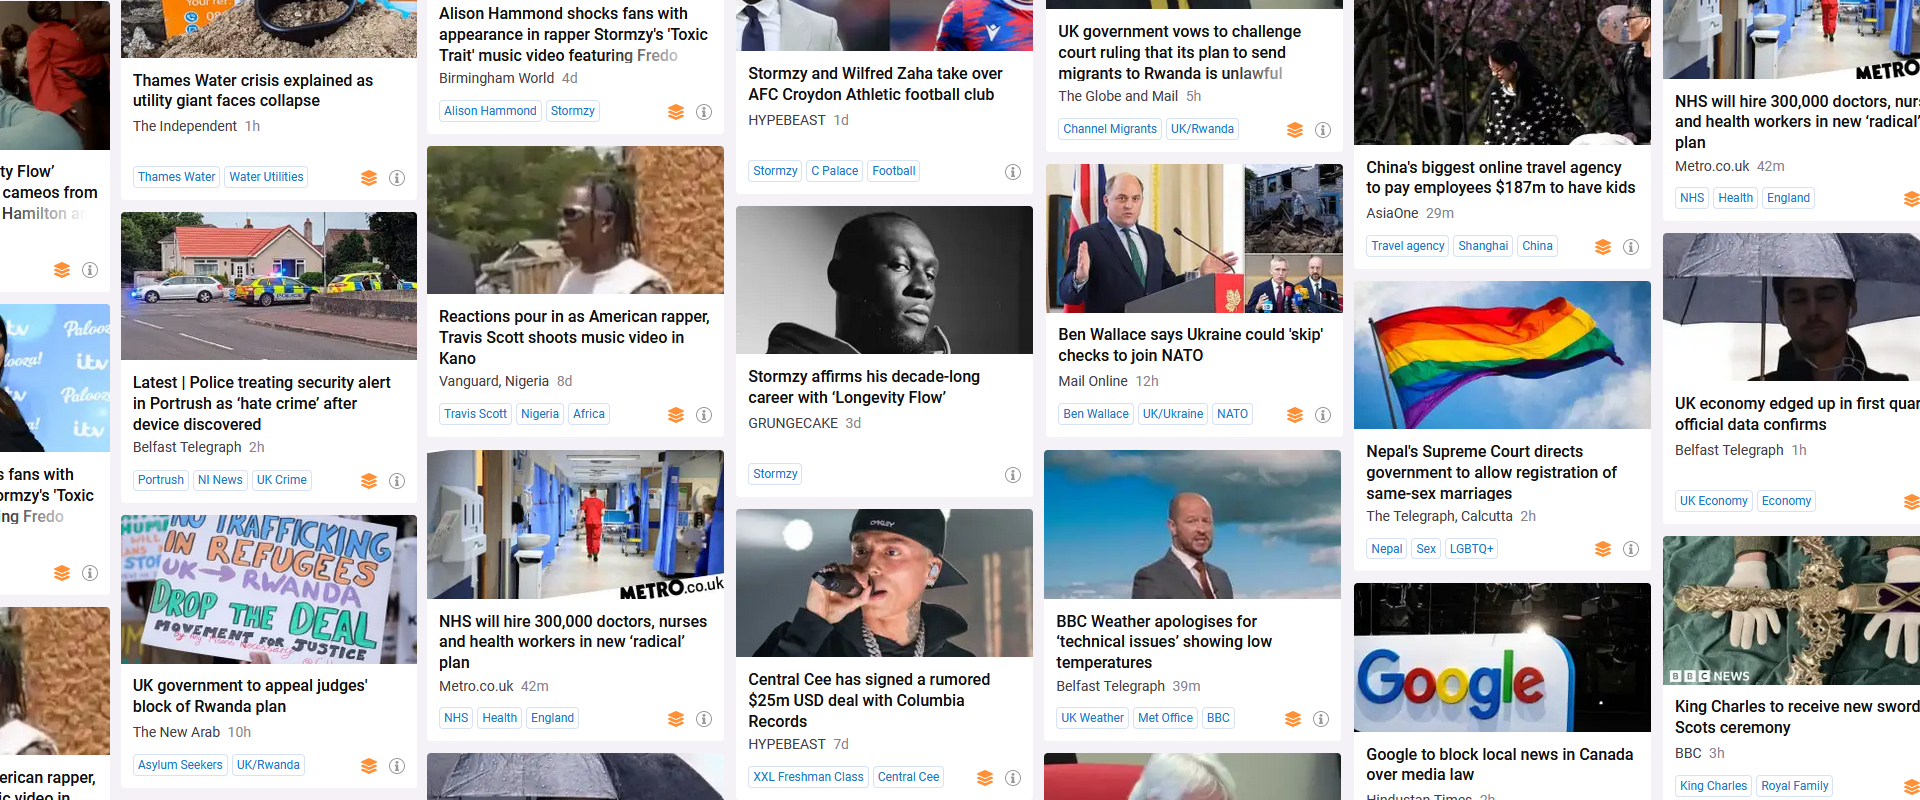 ty Flow’
cameos from
Hamilton
Palooza!
itv
s fans with
ormzy's 'Toxic
ing Fredo
erican rapper,
ic video in
Your ref:
Thames Water crisis explained as
utility giant faces collapse
The Independent 1h
Thames Water Water Utilities
POLICE
Latest | Police treating security alert
in Portrush as ‘hate crime’ after
device discovered
Belfast Telegraph 2h
Portrush NI News UK Crime
NO TRAFFICKING
IN REFUGEES
UK → RWANDA
DROP THE DEAL
MOVEMENT FOR JUSTICE
By Any Means Necessary
UK government to appeal judges'
block of Rwanda plan
The New Arab 10h
Asylum Seekers UK/Rwanda
Alison Hammond shocks fans with
appearance in rapper Stormzy's 'Toxic
Trait' music video featuring Fredo
Birmingham World 4d
Alison Hammond Stormzy
Reactions pour in as American rapper,
Travis Scott shoots music video in
Kano
Vanguard, Nigeria 8d
Travis Scott Nigeria Africa
METRO.co.uk
NHS will hire 300,000 doctors, nurses
and health workers in new ‘radical’
plan
Metro.co.uk 42m
NHS Health England
Stormzy and Wilfred Zaha take over
AFC Croydon Athletic football club
HYPEBEAST 1d
Stormzy C Palace Football
Stormzy affirms his decade-long
career with ‘Longevity Flow’
GRUNGECAKE 3d
Stormzy
OAKLEY
Central Cee has signed a rumored
$25m USD deal with Columbia
Records
HYPEBEAST 7d
XXL Freshman Class Central Cee
UK government vows to challenge
court ruling that its plan to send
migrants to Rwanda is unlawful
The Globe and Mail 5h
Channel Migrants UK/Rwanda
Ben Wallace says Ukraine could 'skip'
checks to join NATO
Mail Online 12h
Ben Wallace UK/Ukraine NATO
BBC Weather apologises for
‘technical issues’ showing low
temperatures
Belfast Telegraph 39m
UK Weather Met Office BBC
China's biggest online travel agency
to pay employees $187m to have kids
AsiaOne 29m
Travel agency Shanghai China
Nepal's Supreme Court directs
government to allow registration of
same-sex marriages
The Telegraph, Calcutta 2h
Nepal Sex LGBTQ+
Google
Google to block local news in Canada
over media law
Hindustan Times 2h
METRO
NHS will hire 300,000 doctors, nur
and health workers in new ‘radical’
plan
Metro.co.uk 42m
NHS Health England
UK economy edged up in first quar
official data confirms
Belfast Telegraph 1h
UK Economy Economy
BBC NEWS
King Charles to receive new sword
Scots ceremony
BBC 3h
King Charles Royal Family